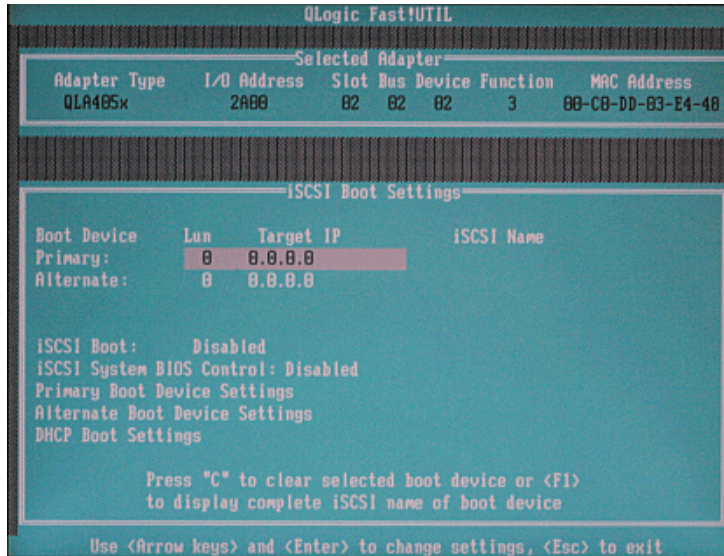 QLogic Fast!UTIL
Selected Adapter
Adapter Type I/O Address Slot Bus Device Function MAC Address
QLA405x 2A00 02 02 02 3 00-C0-DD-03-E4-40
iSCSI Boot Settings
Boot Device Lun Target IP iSCSI Name
Primary: 0 0.0.0.0
Alternate: 0 0.0.0.0
iSCSI Boot: Disabled
iSCSI System BIOS Control: Disabled
Primary Boot Device Settings
Alternate Boot Device Settings
DHCP Boot Settings
Press "C" to clear selected boot device or <F1>
to display complete iSCSI name of boot device
Use <Arrow keys> and <Enter> to change settings, <Esc> to exit